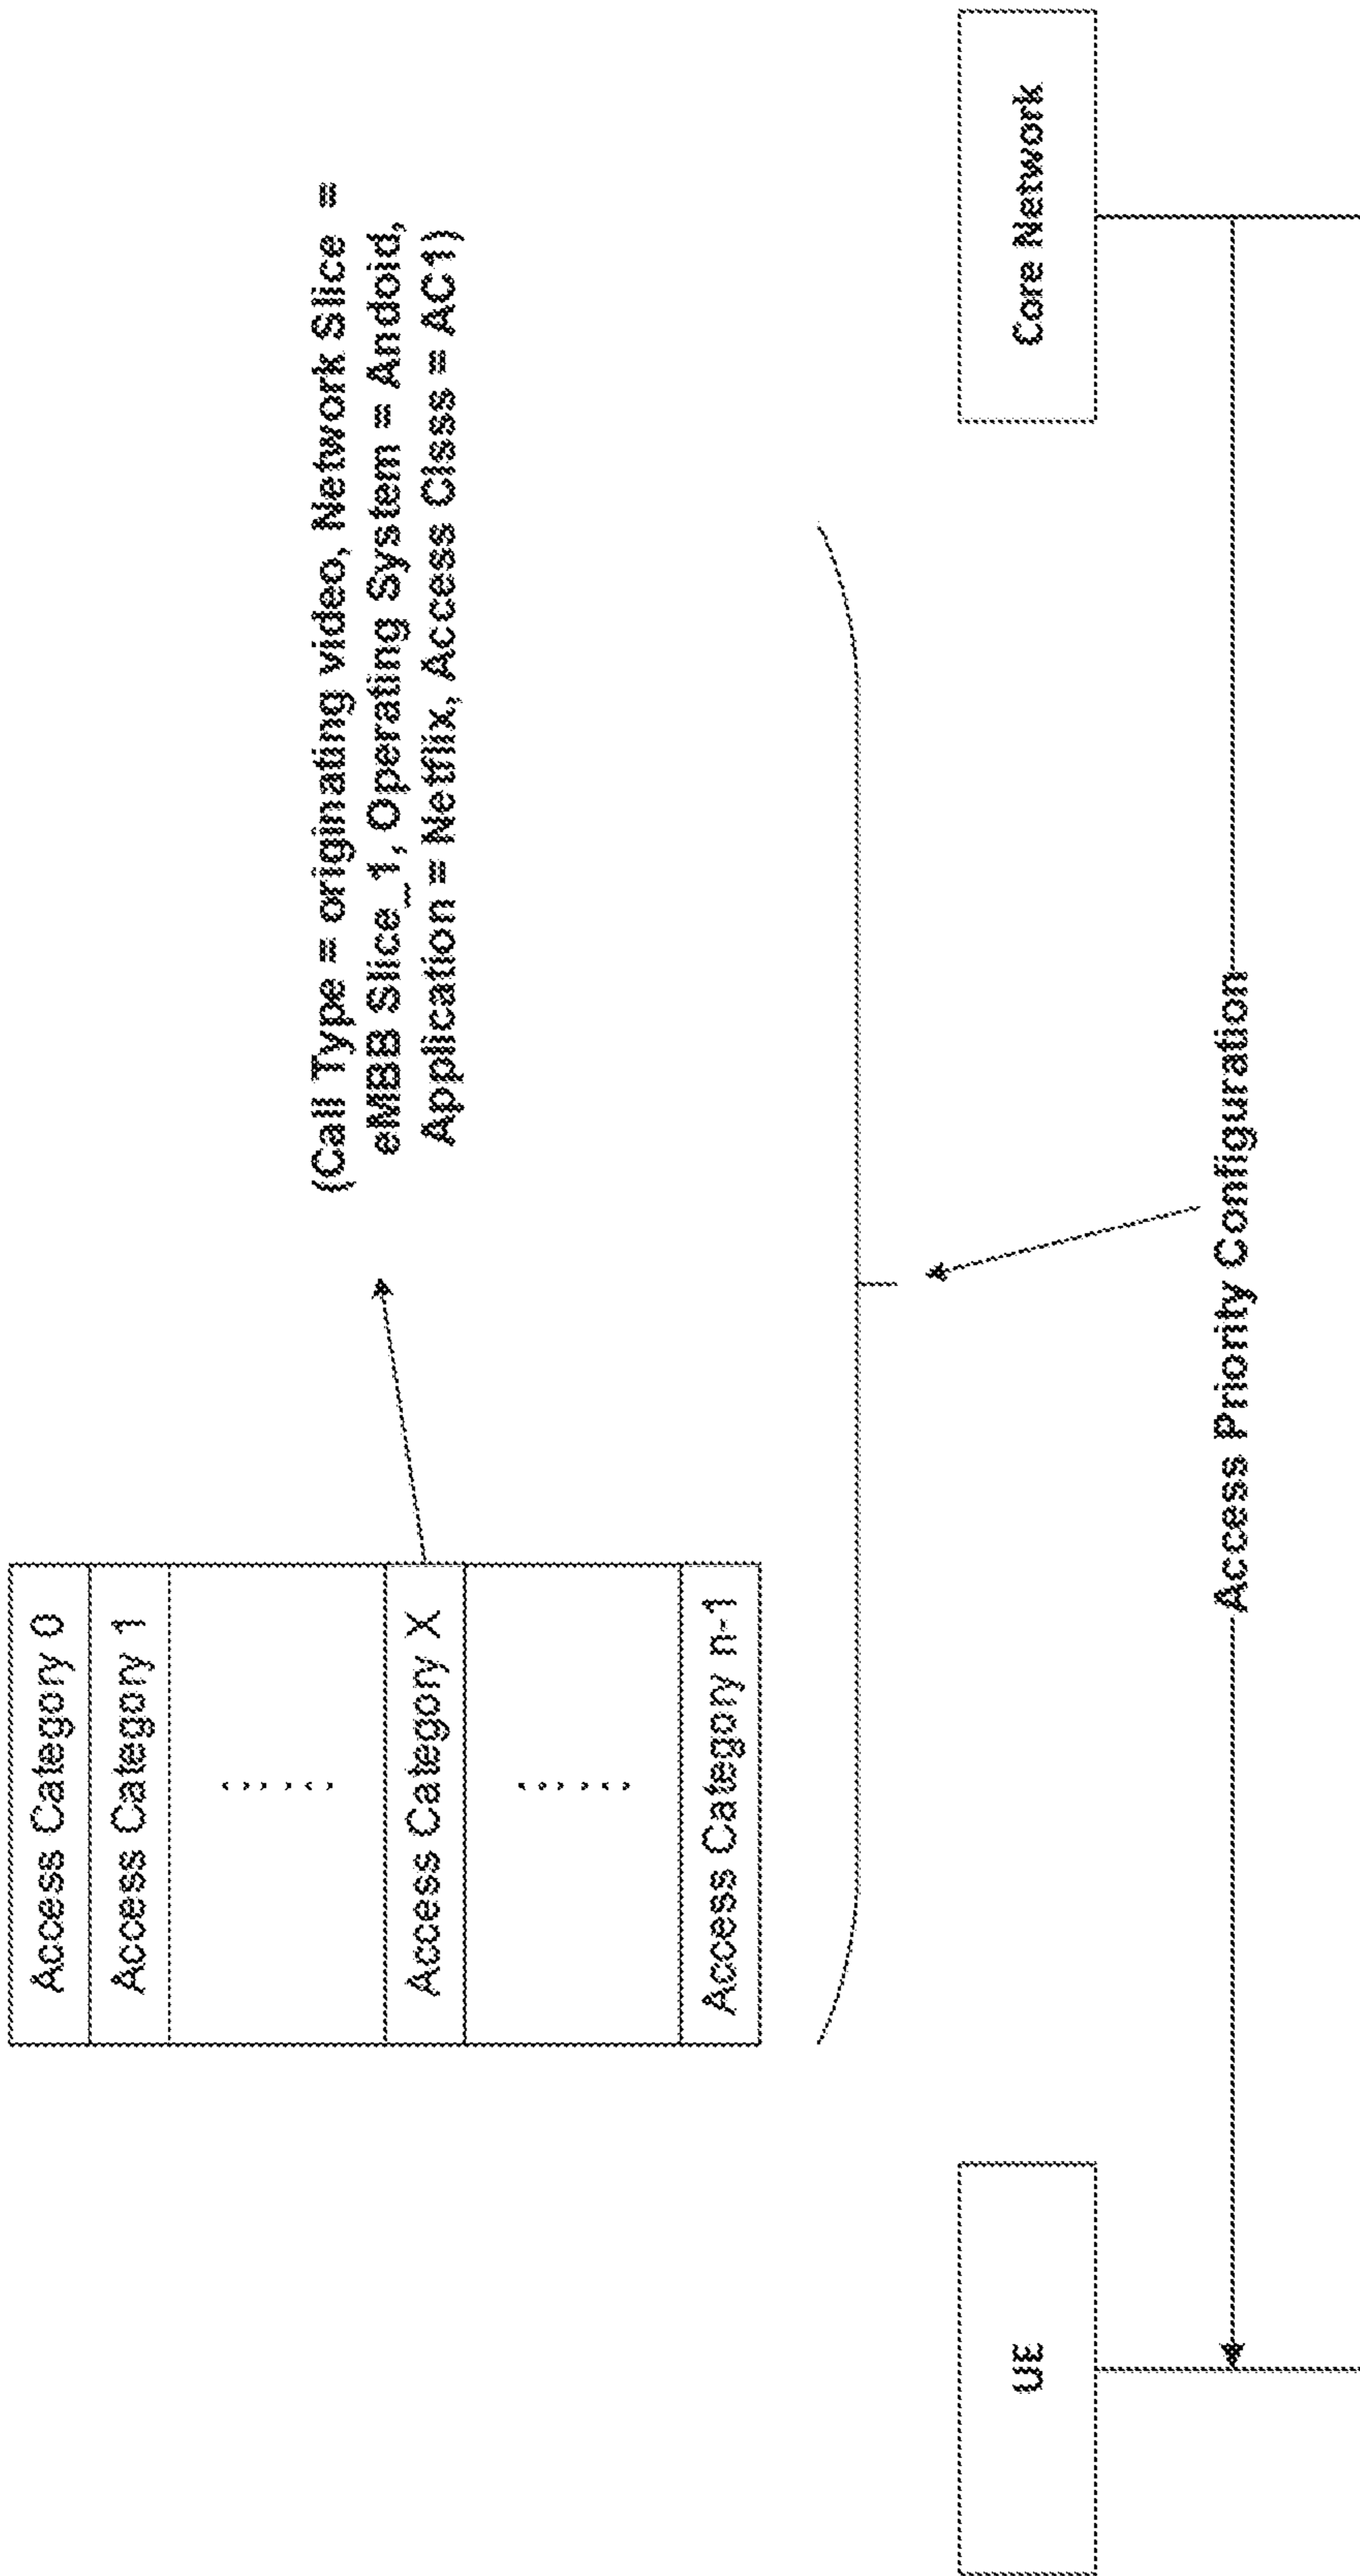 Access Category 0
Access Category 1
......
Access Category X
......
Access Category n-1
(Call Type = originating video, Network Slice =
eMBB Slice_1, Operating System = Andoid,
Application = Netflix, Access Clsss = AC1)
UE
Core Network
Access Priority Configuration